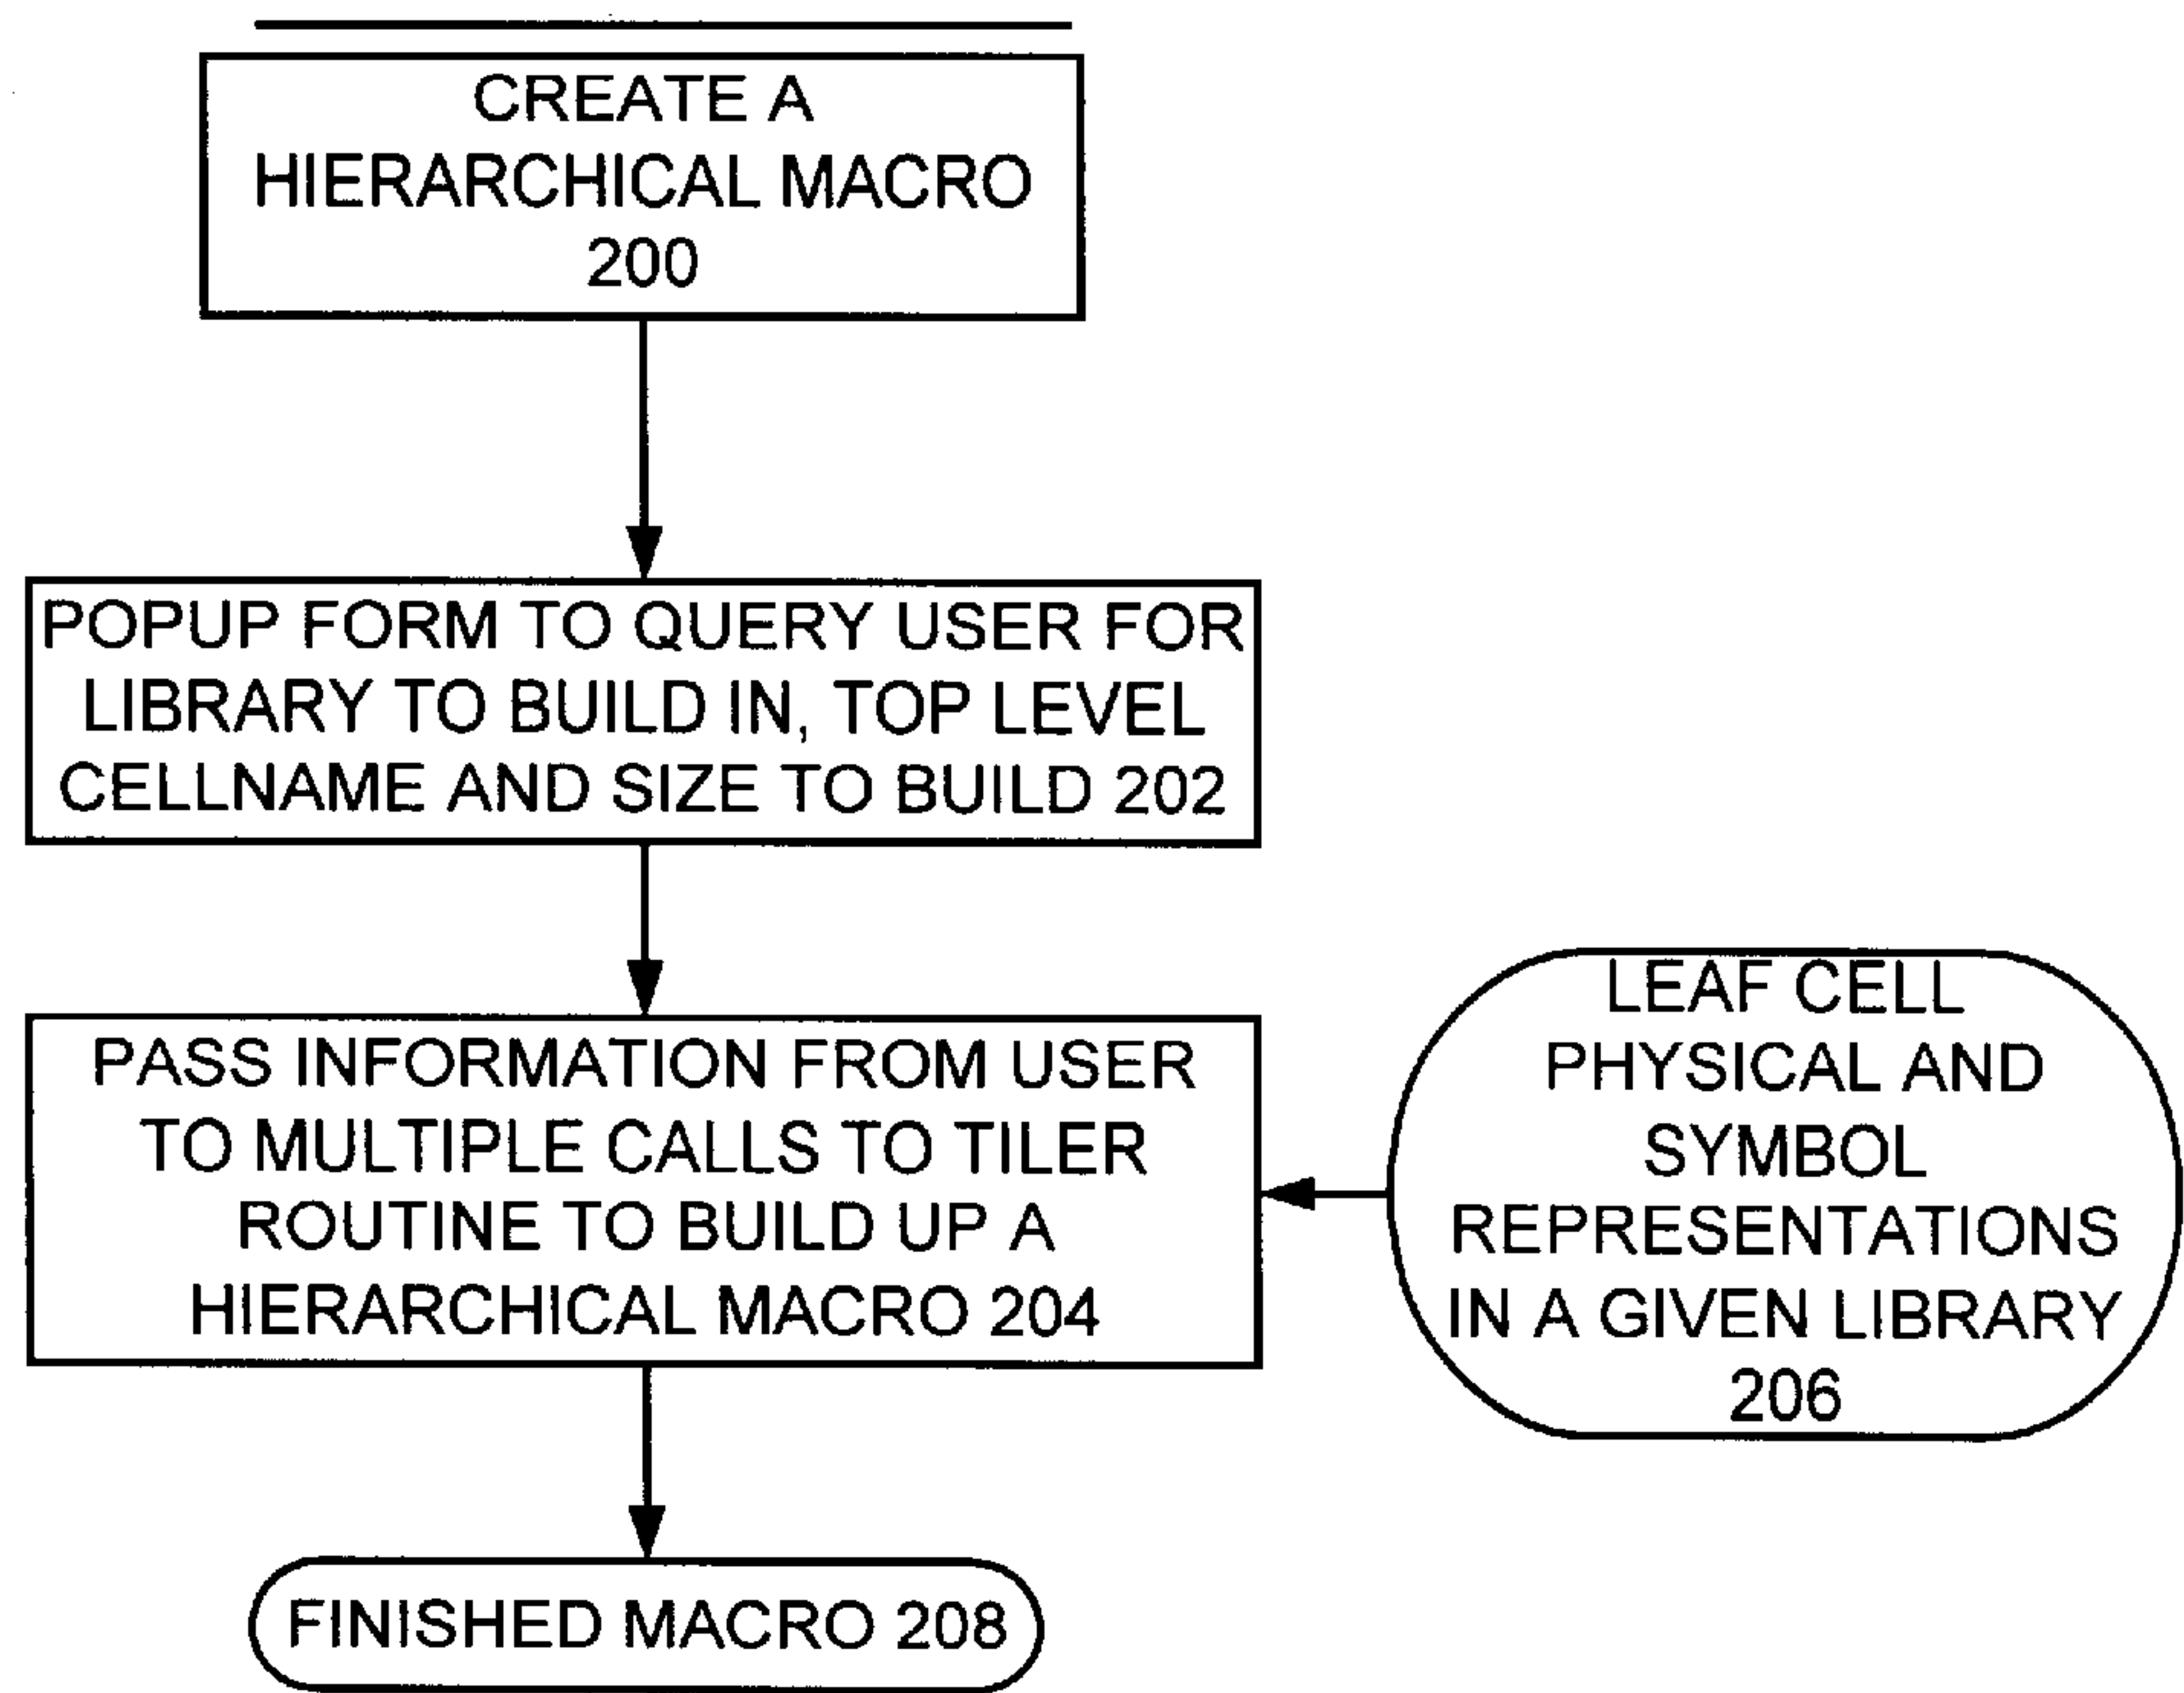 CREATE A
HIERARCHICAL MACRO
200
POPUP FORM TO QUERY USER FOR
LIBRARY TO BUILD IN, TOP LEVEL
CELLNAME AND SIZE TO BUILD 202
PASS INFORMATION FROM USER
TO MULTIPLE CALLS TO TILER
ROUTINE TO BUILD UP A
HIERARCHICAL MACRO 204
LEAF CELL
PHYSICAL AND
SYMBOL
REPRESENTATIONS
IN A GIVEN LIBRARY
206
FINISHED MACRO 208